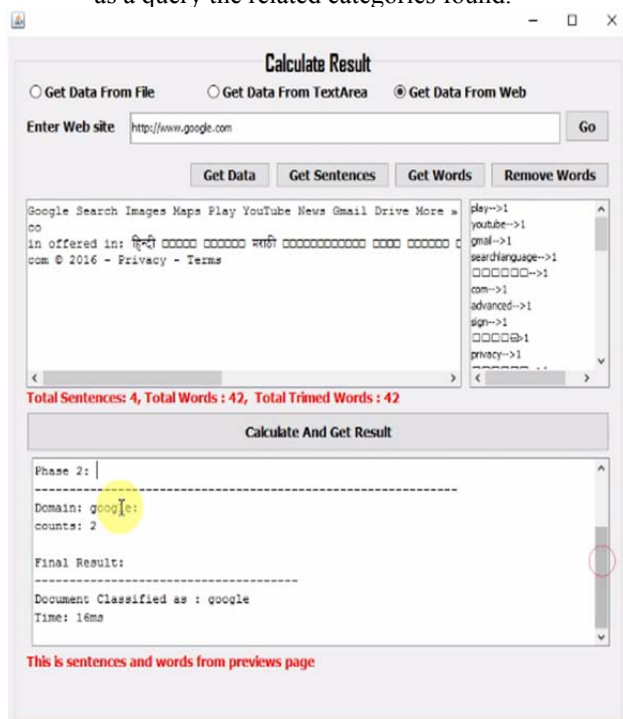 as a query the related categories found.
Calculate Result
Get Data From File Get Data From TextArea Get Data From Web
Enter Web site http://www.google.com Go
Get Data Get Sentences Get Words Remove Words
Google Search Images Maps Play YouTube News Gmail Drive More »
co
in offered in: हिन्दी □□□□□ □□□□□□ मराठी □□□□□□□□□□□□ □□□□ □□□□□□
com © 2016 - Privacy - Terms
play-->1
youtube-->1
gmail-->1
searchlanguage-->1
□□□□□□-->1
com-->1
advanced-->1
sign-->1
privacy-->1
Total Sentences: 4, Total Words : 42, Total Trimed Words : 42
Calculate And Get Result
Phase 2:
------------------------------------------------------------
Domain: google:
counts: 2
Final Result:
--------------------------------------
Document Classified as : google
Time: 16ms
This is sentences and words from previews page